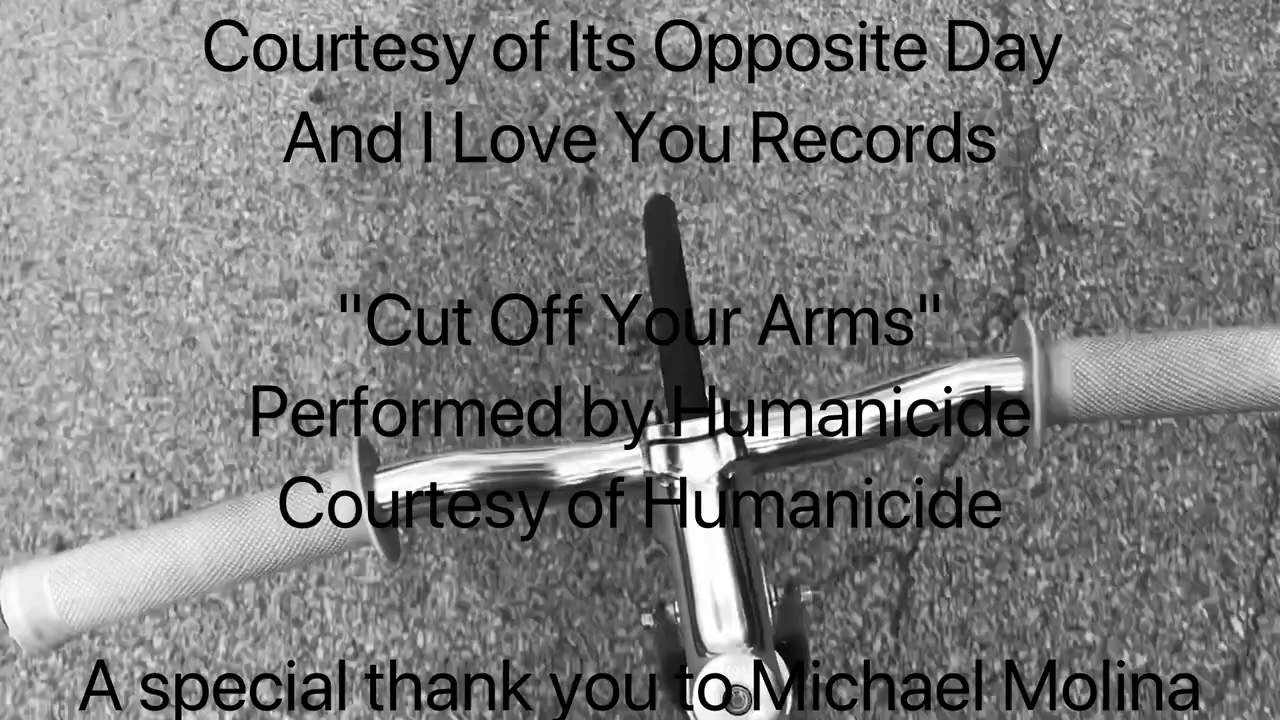 Courtesy of Its Opposite Day
And I Love You Records
"Cut Off Your Arms"
Performed by Humanicide
Courtesy of Humanicide
A special thank you to Michael Molina